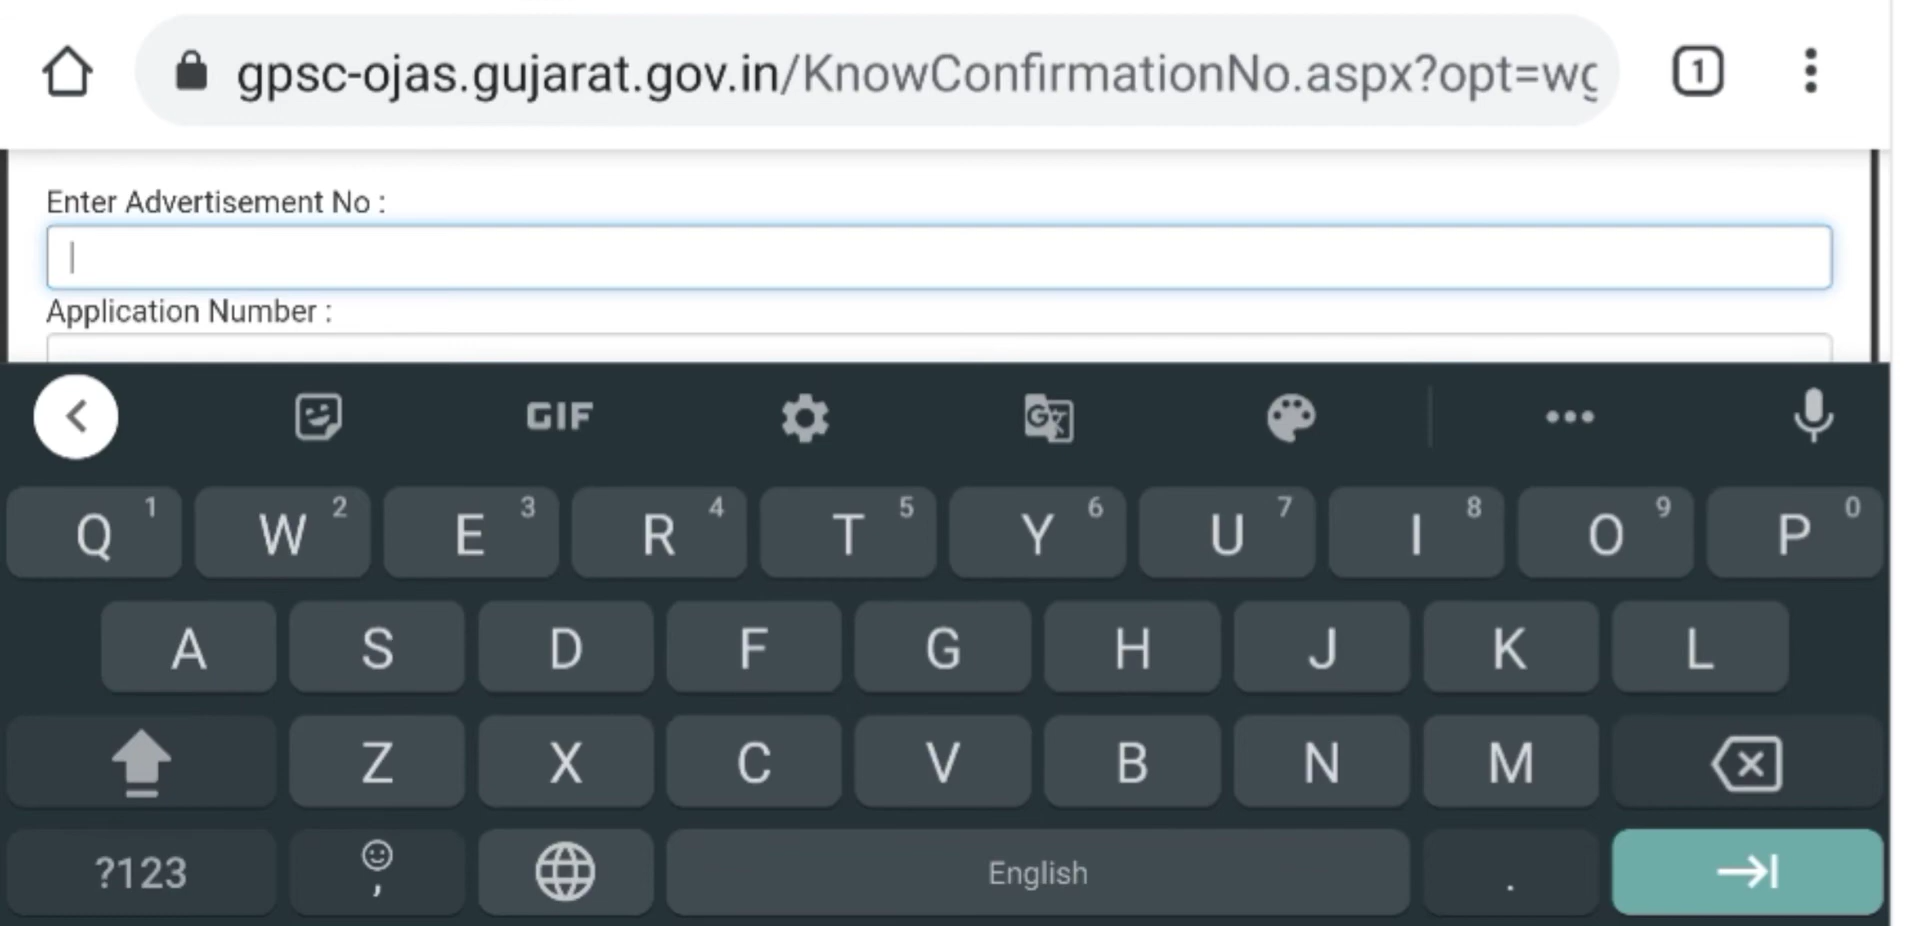 gpsc-ojas.gujarat.gov.in/KnowConfirmationNo.aspx?opt=wg
1
Enter Advertisement No :
Application Number :
GIF
G
Q 1 W 2 E 3 R 4 T 5 Y 6 U 7 I 8 O 9 P 0
A S D F G H J K L
Z X C V B N M
?123 , English .